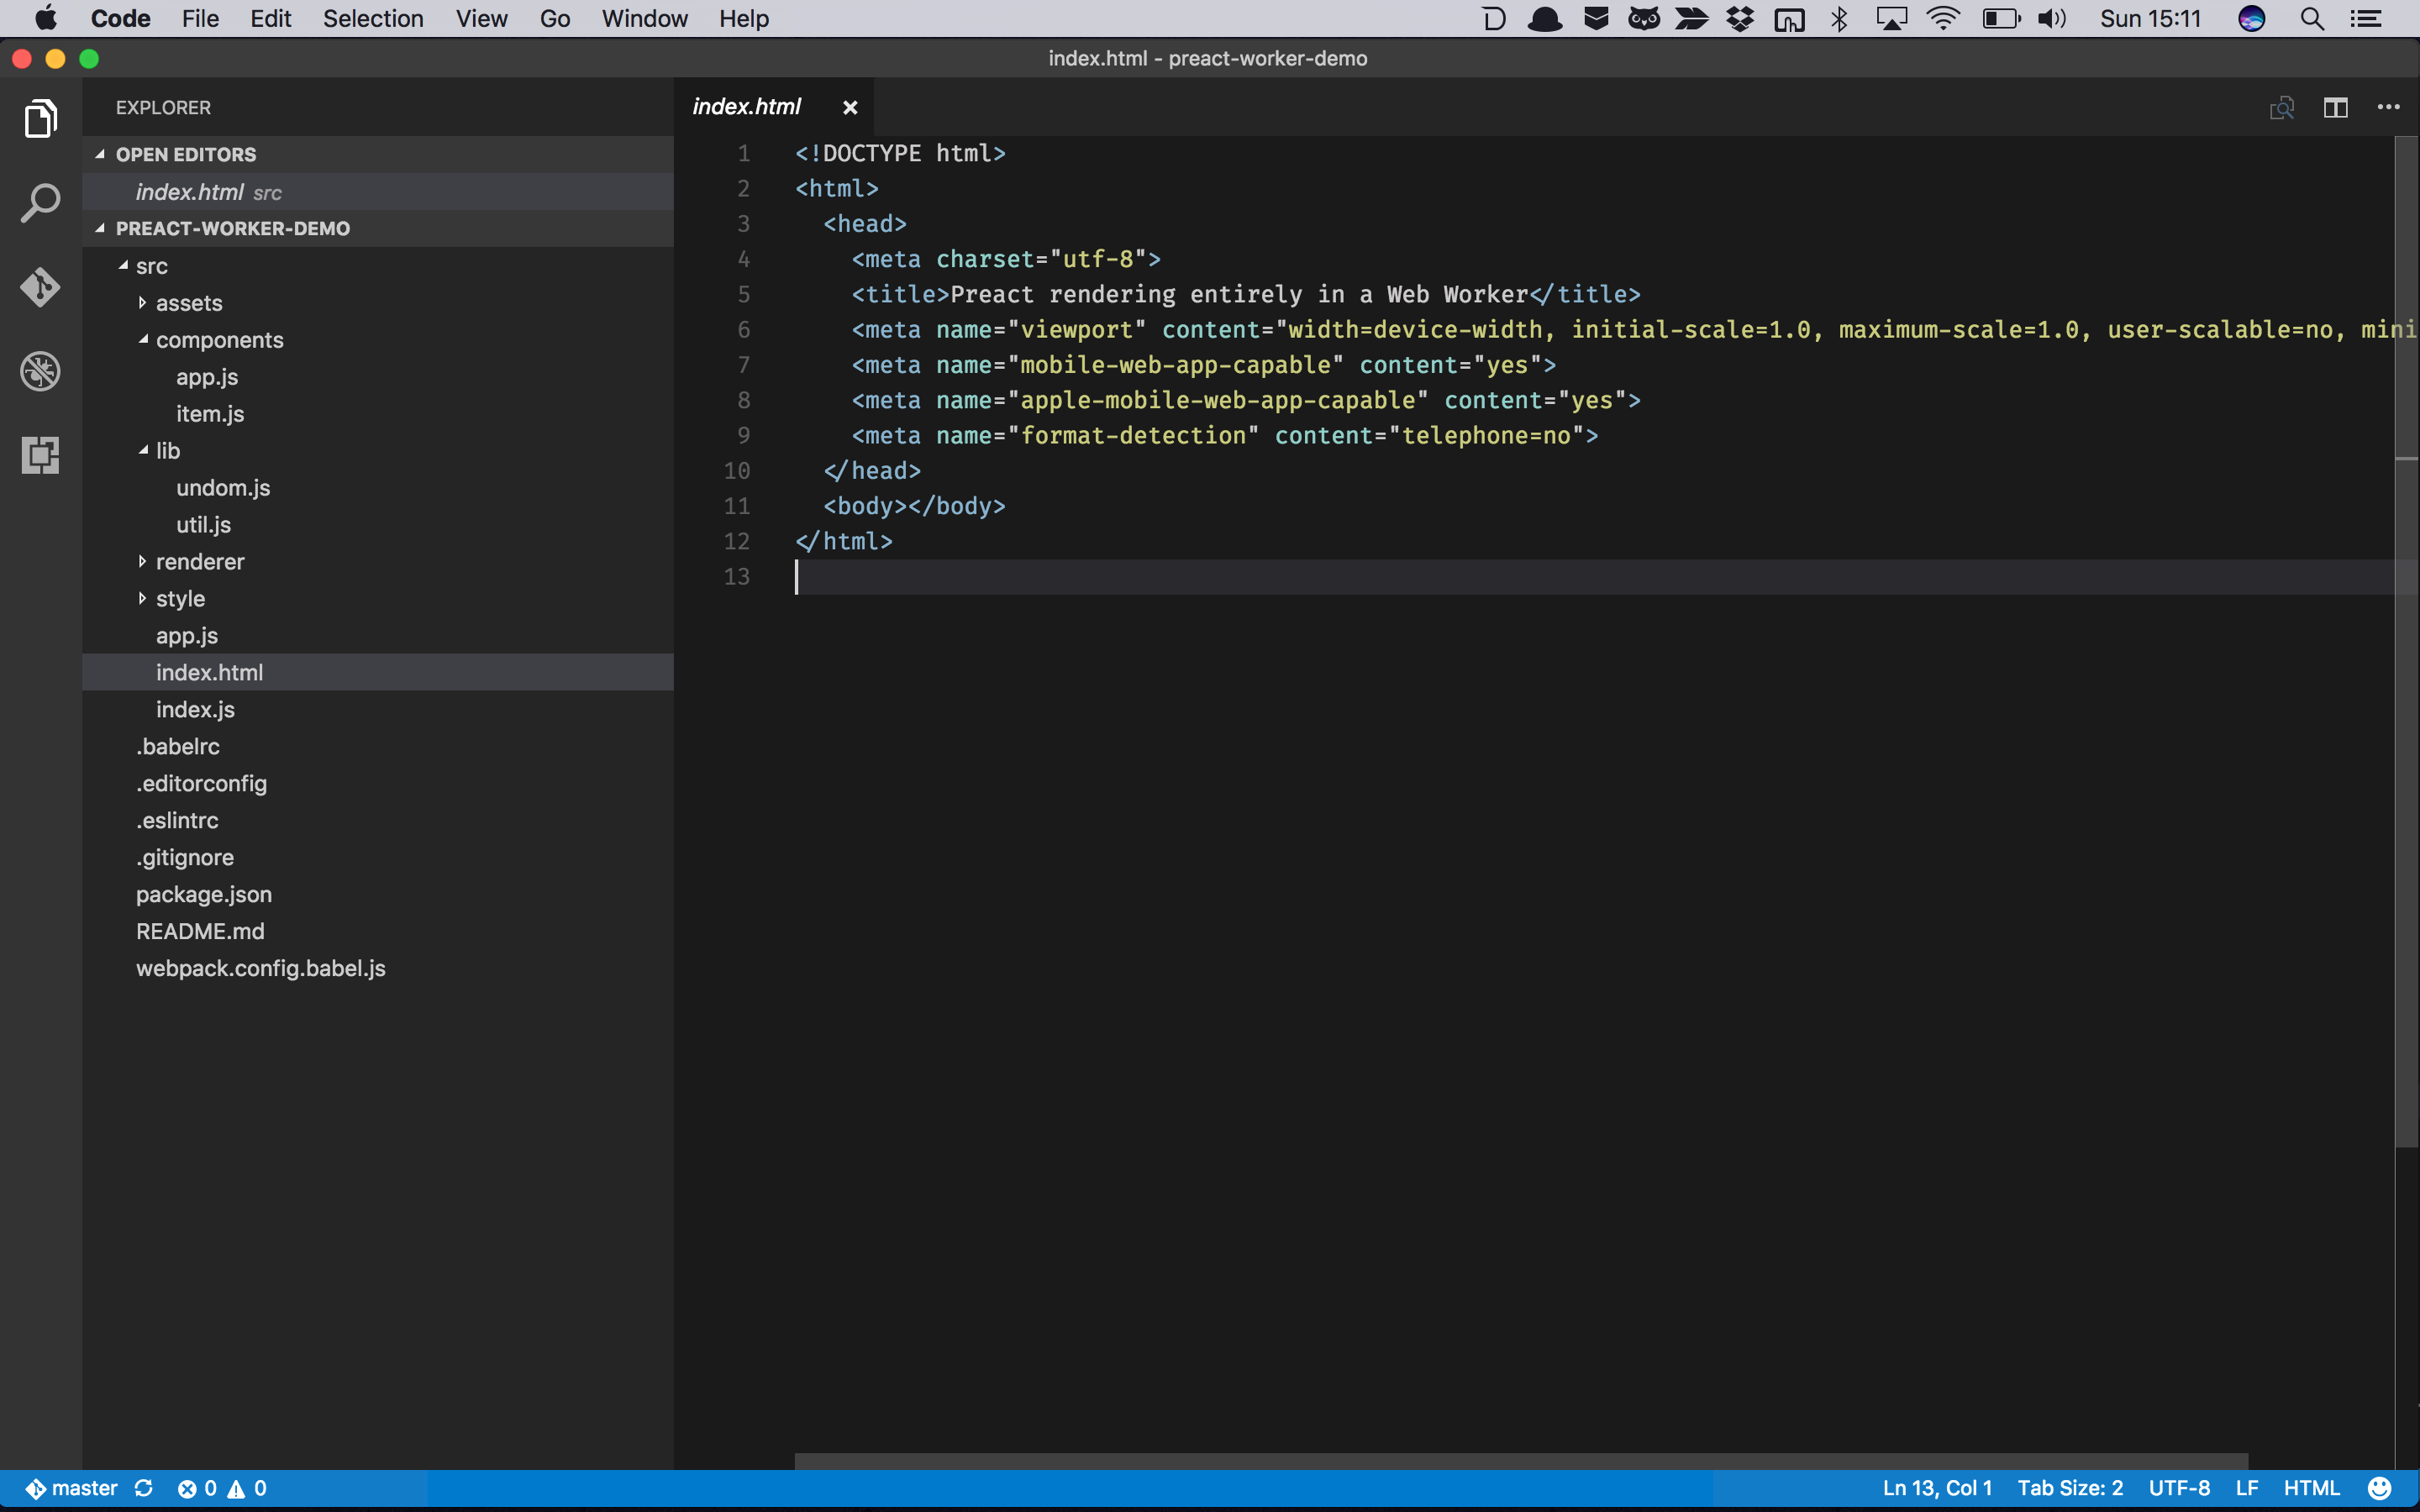 Code File Edit Selection View Go Window Help Sun 15:11
index.html - preact-worker-demo
EXPLORER
OPEN EDITORS
index.html src
PREACT-WORKER-DEMO
src
assets
components
app.js
item.js
lib
undom.js
util.js
renderer
style
app.js
index.html
index.js
.babelrc
.editorconfig
.eslintrc
.gitignore
package.json
README.md
webpack.config.babel.js
index.html
1 <!DOCTYPE html>
2 <html>
3 <head>
4 <meta charset="utf-8">
5 <title>Preact rendering entirely in a Web Worker</title>
6 <meta name="viewport" content="width=device-width, initial-scale=1.0, maximum-scale=1.0, user-scalable=no, mini
7 <meta name="mobile-web-app-capable" content="yes">
8 <meta name="apple-mobile-web-app-capable" content="yes">
9 <meta name="format-detection" content="telephone=no">
10 </head>
11 <body></body>
12 </html>
13
master 0 0 Ln 13, Col 1 Tab Size: 2 UTF-8 LF HTML